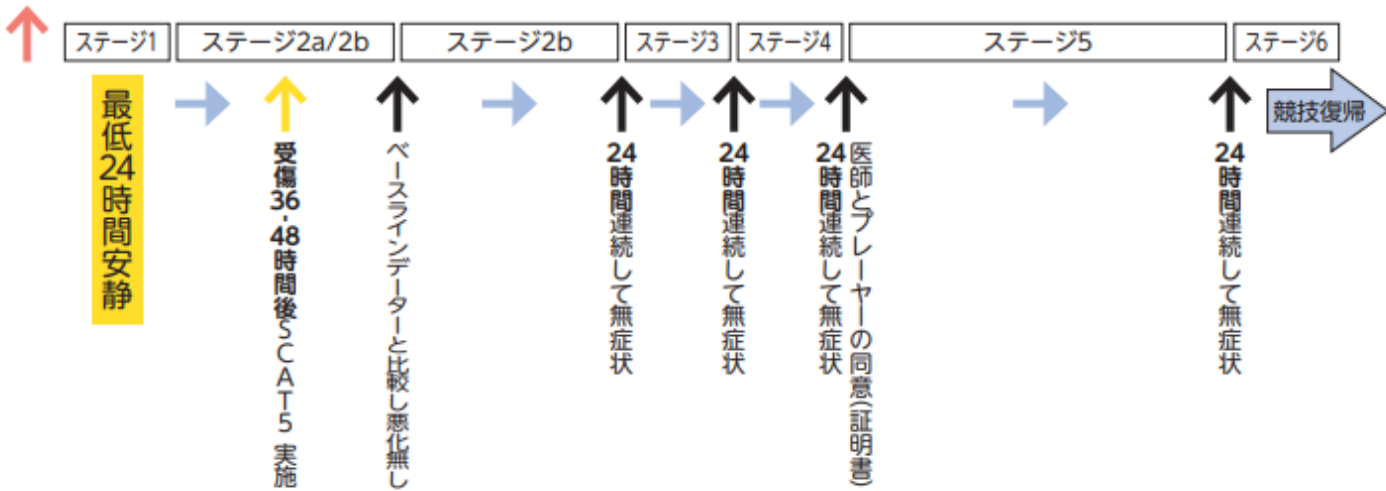 ステージ1
ステージ2a/2b
ステージ2b
ステージ3
ステージ4
ステージ5
ステージ6
最低24時間安静
受傷36-48時間後SCAT5 実施
ベースラインデーターと比較し悪化無し
24時間連続して無症状
24時間連続して無症状
24時間連続して無症状
医師とプレーヤーの同意(証明書)
24時間連続して無症状
競技復帰